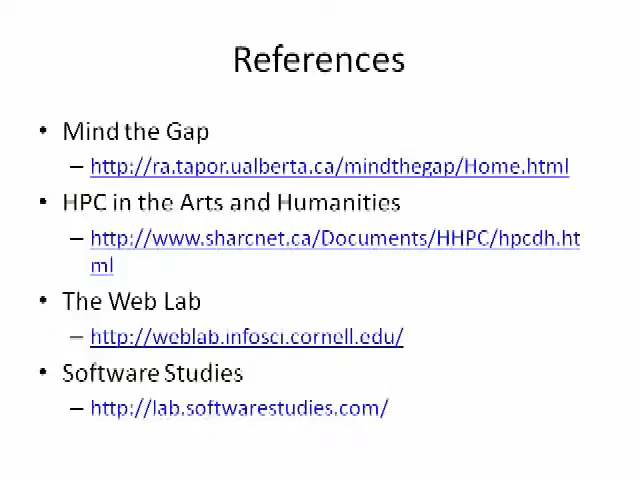 References
• Mind the Gap
– http://ra.tapor.ualberta.ca/mindthegap/Home.html
• HPC in the Arts and Humanities
– http://www.sharcnet.ca/Documents/HHPC/hpcdh.ht
ml
• The Web Lab
– http://weblab.infosci.cornell.edu/
• Software Studies
– http://lab.softwarestudies.com/